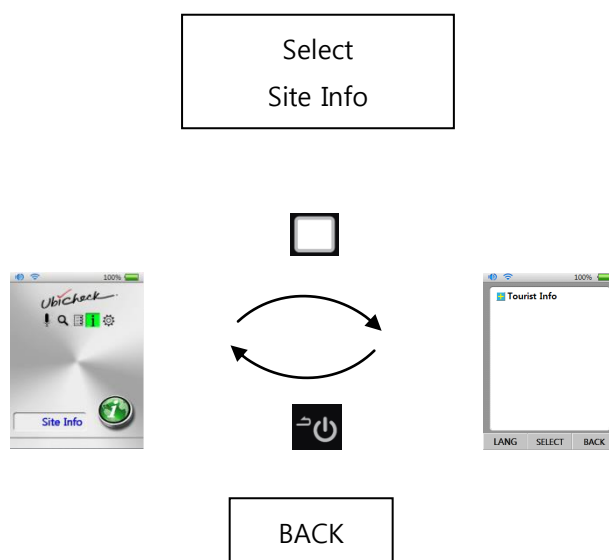 Select
Site Info
100%
UbiCheck
i
i
Site Info
100%
Tourist Info
LANG SELECT BACK
BACK